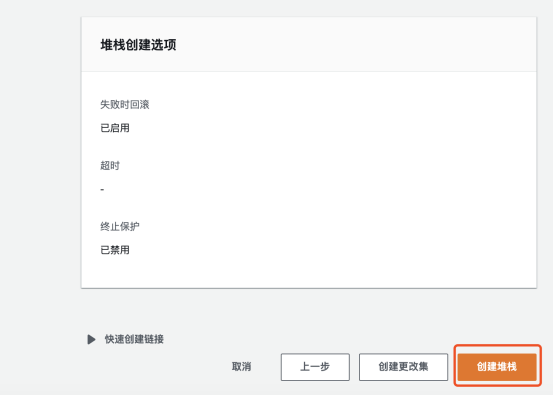 堆栈创建选项
失败时回滚
已启用
超时
-
终止保护
已禁用
快速创建链接
取消 上一步 创建更改集 创建堆栈